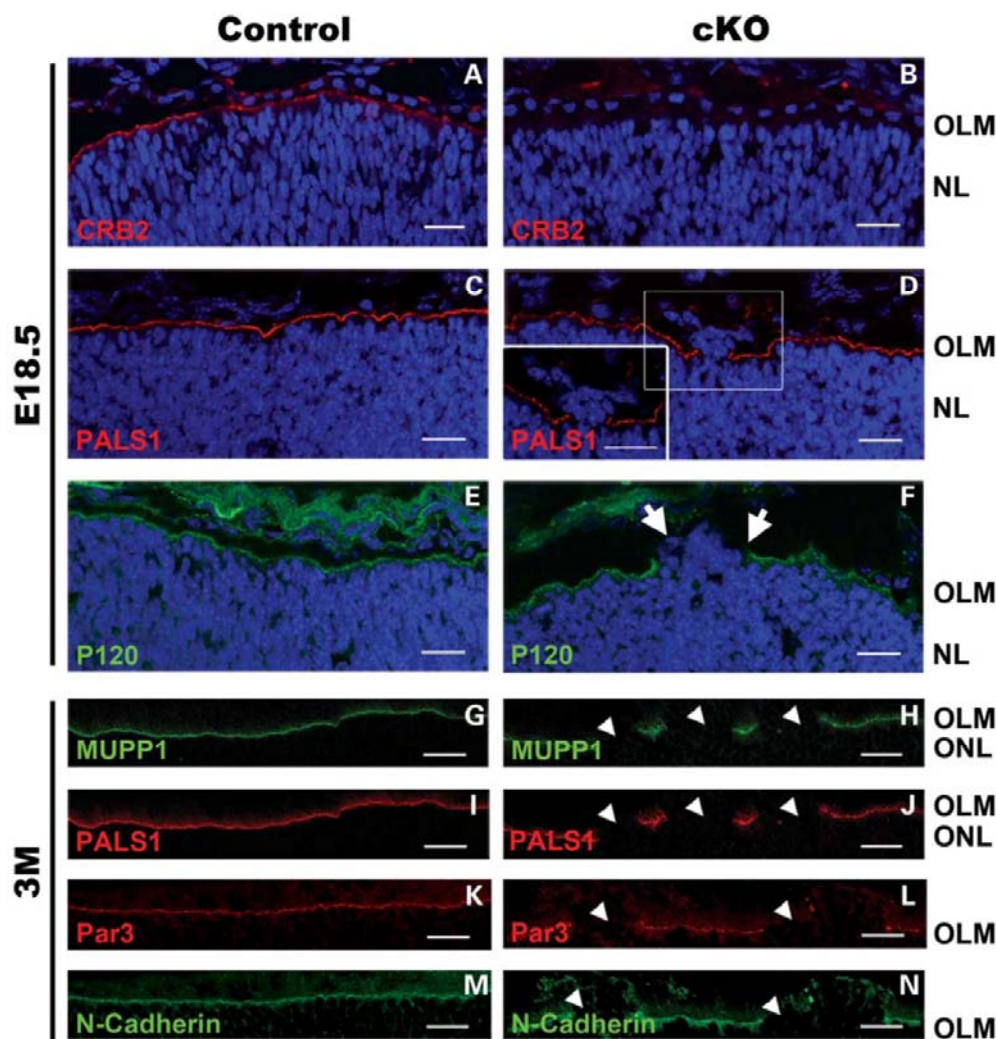 Control cKO
E18.5
A
CRB2
B
CRB2
OLM
NL
C
PALS1
D
PALS1
OLM
NL
E
P120
F
P120
OLM
NL
3M
G
MUPP1
H
MUPP1
OLM
ONL
I
PALS1
J
PALS1
OLM
ONL
K
Par3
L
Par3
OLM
M
N-Cadherin
N
N-Cadherin
OLM